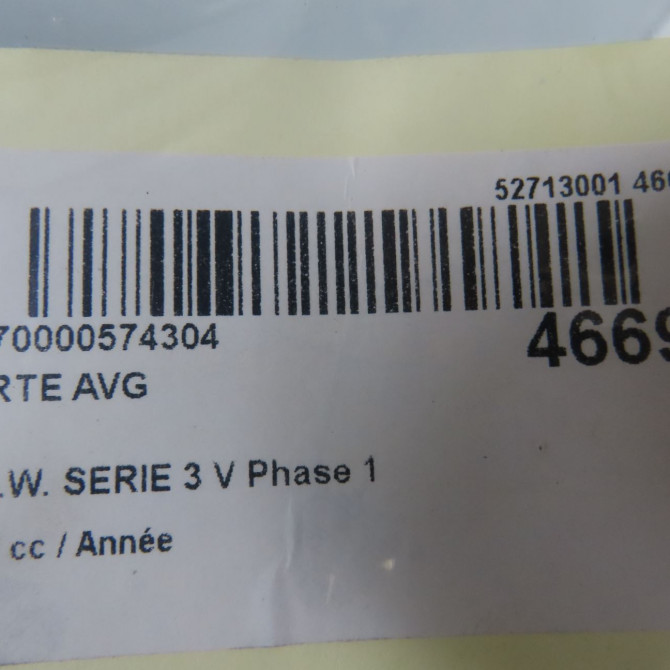 52713001 466
70000574304
4669
RTE AVG
.W. SERIE 3 V Phase 1
cc / Année